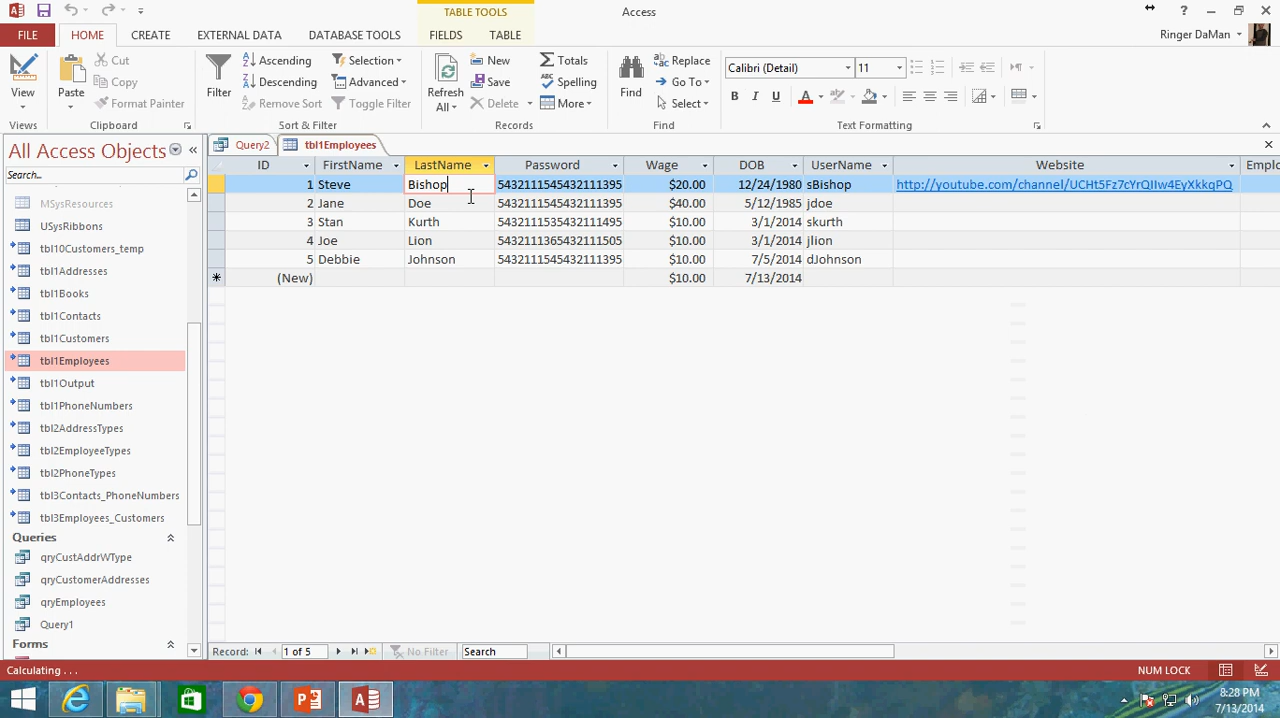 TABLE TOOLS
Access
FILE HOME CREATE EXTERNAL DATA DATABASE TOOLS FIELDS TABLE
Ringer DaMan
View
Paste
Cut
Copy
Format Painter
Filter
Ascending
Descending
Remove Sort
Selection
Advanced
Toggle Filter
Refresh
All
New
Save
Delete
Totals
Spelling
More
Find
Replace
Go To
Select
Calibri (Detail) 11
B I U A
Views Clipboard Sort & Filter Records Find Text Formatting
All Access Objects
Search...
MSysResources
USysRibbons
tbl10Customers_temp
tbl1Addresses
tbl1Books
tbl1Contacts
tbl1Customers
tbl1Employees
tbl1Output
tbl1PhoneNumbers
tbl2AddressTypes
tbl2EmployeeTypes
tbl2PhoneTypes
tbl3Contacts_PhoneNumbers
tbl3Employees_Customers
Queries
qryCustAddrWType
qryCustomerAddresses
qryEmployees
Query1
Forms
Query2 tbl1Employees
ID FirstName LastName Password Wage DOB UserName Website Emplo
1 Steve Bishop 5432111545432111395 $20.00 12/24/1980 sBishop http://youtube.com/channel/UCHt5Fz7cYrQIIw4EyXkkqPQ
2 Jane Doe 5432111545432111395 $40.00 5/12/1985 jdoe
3 Stan Kurth 5432111535432111495 $10.00 3/1/2014 skurth
4 Joe Lion 5432111365432111505 $10.00 3/1/2014 jlion
5 Debbie Johnson 5432111545432111395 $10.00 7/5/2014 dJohnson
(New) $10.00 7/13/2014
Record: 1 of 5 No Filter Search
Calculating . . .
NUM LOCK
8:28 PM
7/13/2014